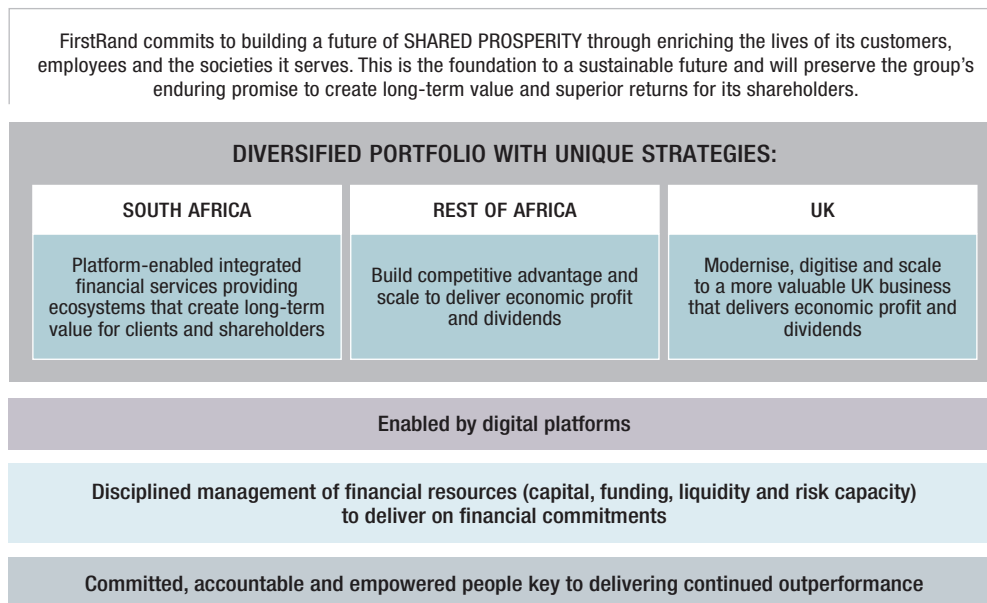 FirstRand commits to building a future of SHARED PROSPERITY through enriching the lives of its customers,
employees and the societies it serves. This is the foundation to a sustainable future and will preserve the group's
enduring promise to create long-term value and superior returns for its shareholders.
DIVERSIFIED PORTFOLIO WITH UNIQUE STRATEGIES:
SOUTH AFRICA
Platform-enabled integrated
financial services providing
ecosystems that create long-term
value for clients and shareholders
REST OF AFRICA
Build competitive advantage and
scale to deliver economic profit
and dividends
UK
Modernise, digitise and scale
to a more valuable UK business
that delivers economic profit and
dividends
Enabled by digital platforms
Disciplined management of financial resources (capital, funding, liquidity and risk capacity)
to deliver on financial commitments
Committed, accountable and empowered people key to delivering continued outperformance